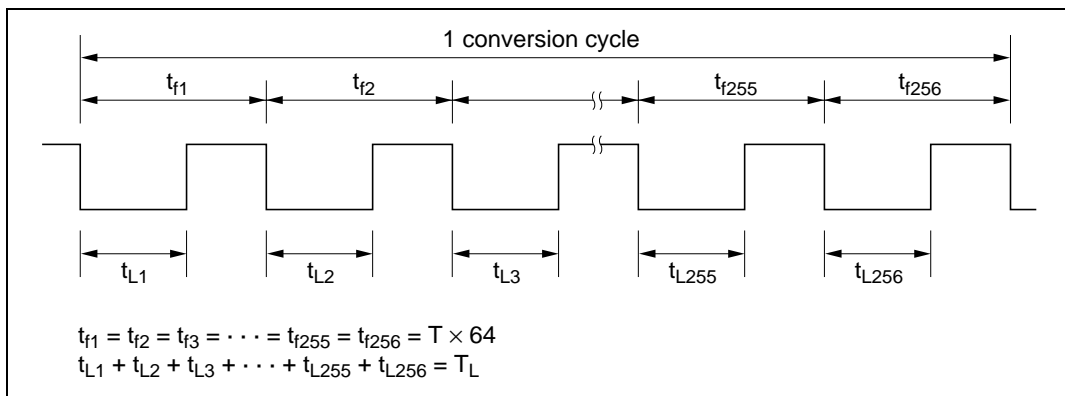 1 conversion cycle
tf1 tf2 tf255 tf256
tL1 tL2 tL3 tL255 tL256
tf1 = tf2 = tf3 = · · · = tf255 = tf256 = T × 64
tL1 + tL2 + tL3 + · · · + tL255 + tL256 = TL